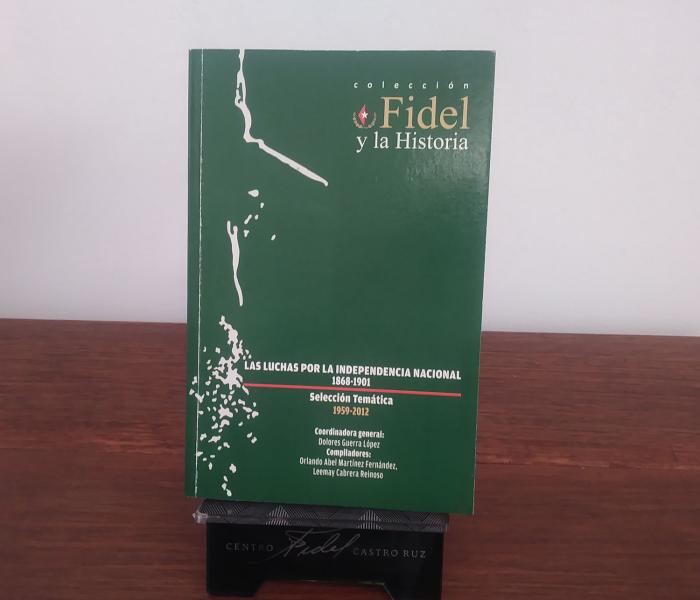 colección
Fidel
y la Historia
LAS LUCHAS POR LA INDEPENDENCIA NACIONAL
1868-1901
Selección Temática
1959-2012
Coordinadora general:
Dolores Guerra López
Compiladores:
Orlando Abel Martínez Fernández,
Leemay Cabrera Reinoso
CENTRO Fidel CASTRO RUZ